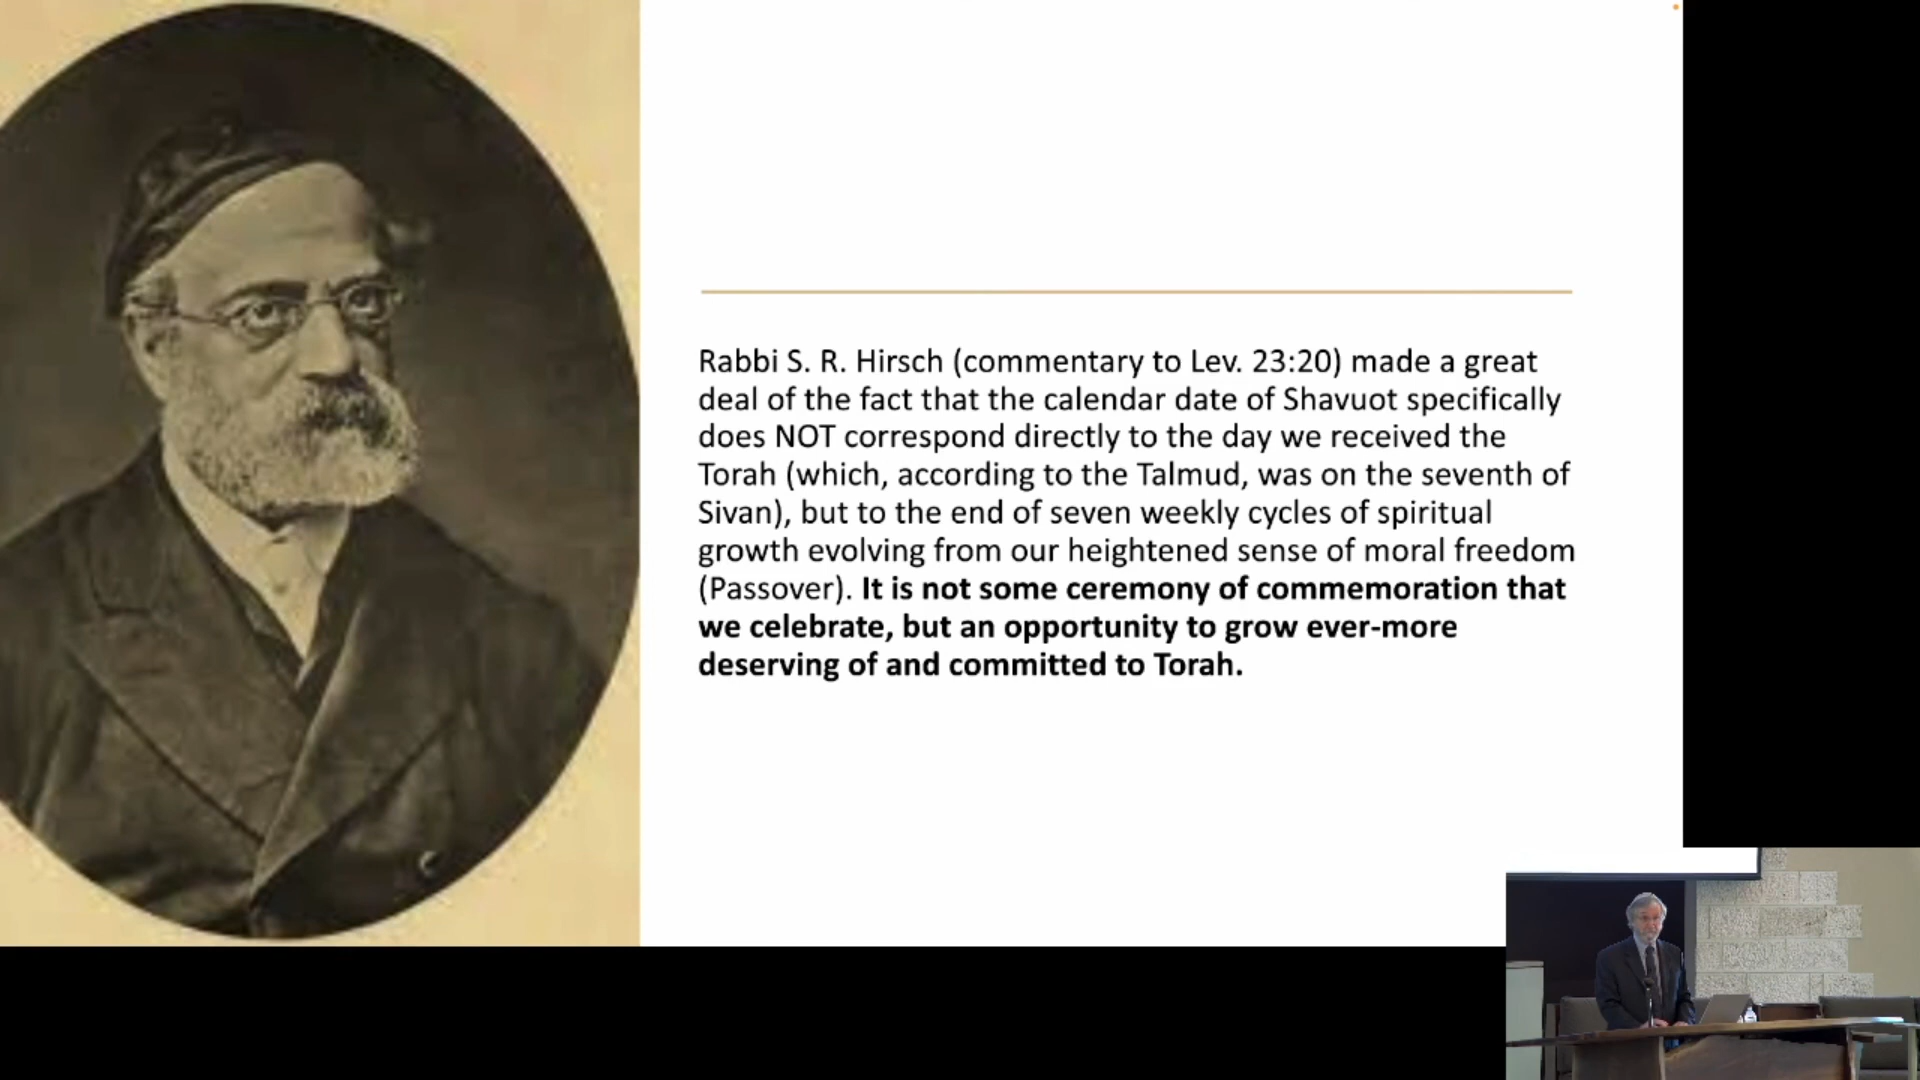 Rabbi S. R. Hirsch (commentary to Lev. 23:20) made a great
deal of the fact that the calendar date of Shavuot specifically
does NOT correspond directly to the day we received the
Torah (which, according to the Talmud, was on the seventh of
Sivan), but to the end of seven weekly cycles of spiritual
growth evolving from our heightened sense of moral freedom
(Passover). It is not some ceremony of commemoration that
we celebrate, but an opportunity to grow ever-more
deserving of and committed to Torah.